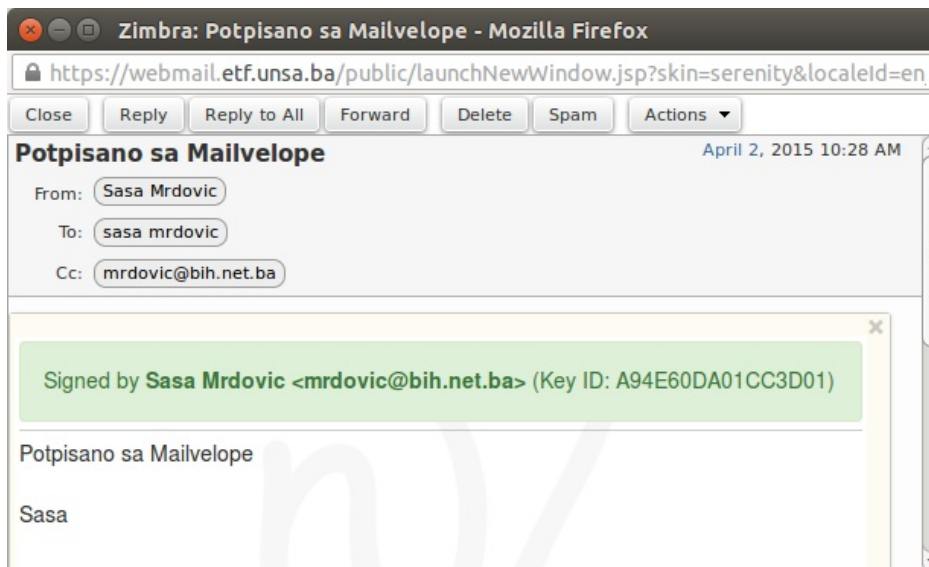 Zimbra: Potpisano sa Mailvelope - Mozilla Firefox
https://webmail.etf.unsa.ba/public/launchNewWindow.jsp?skin=serenity&localeId=en_
Close Reply Reply to All Forward Delete Spam Actions
Potpisano sa Mailvelope April 2, 2015 10:28 AM
From: Sasa Mrdovic
To: sasa mrdovic
Cc: mrdovic@bih.net.ba
Signed by Sasa Mrdovic <mrdovic@bih.net.ba> (Key ID: A94E60DA01CC3D01)
Potpisano sa Mailvelope
Sasa